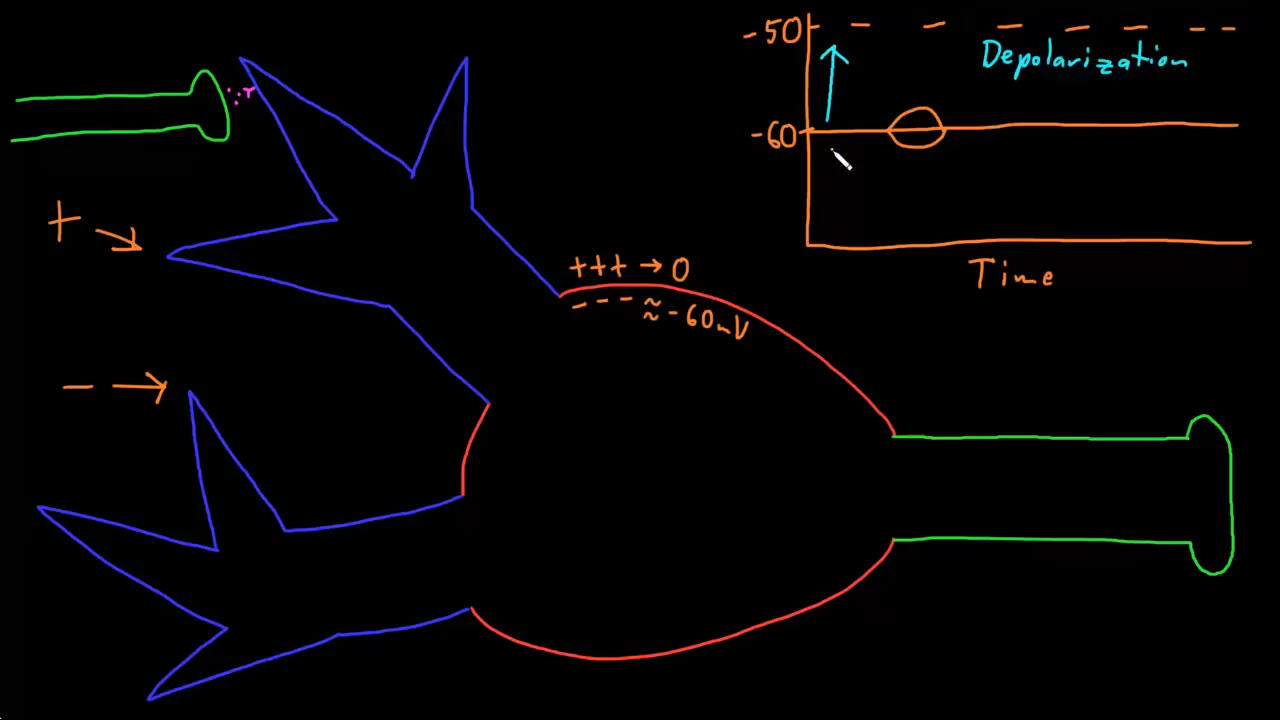 -50
Depolarization
-60
Time
+
+++ → 0
--- ≈ -60mV
- →